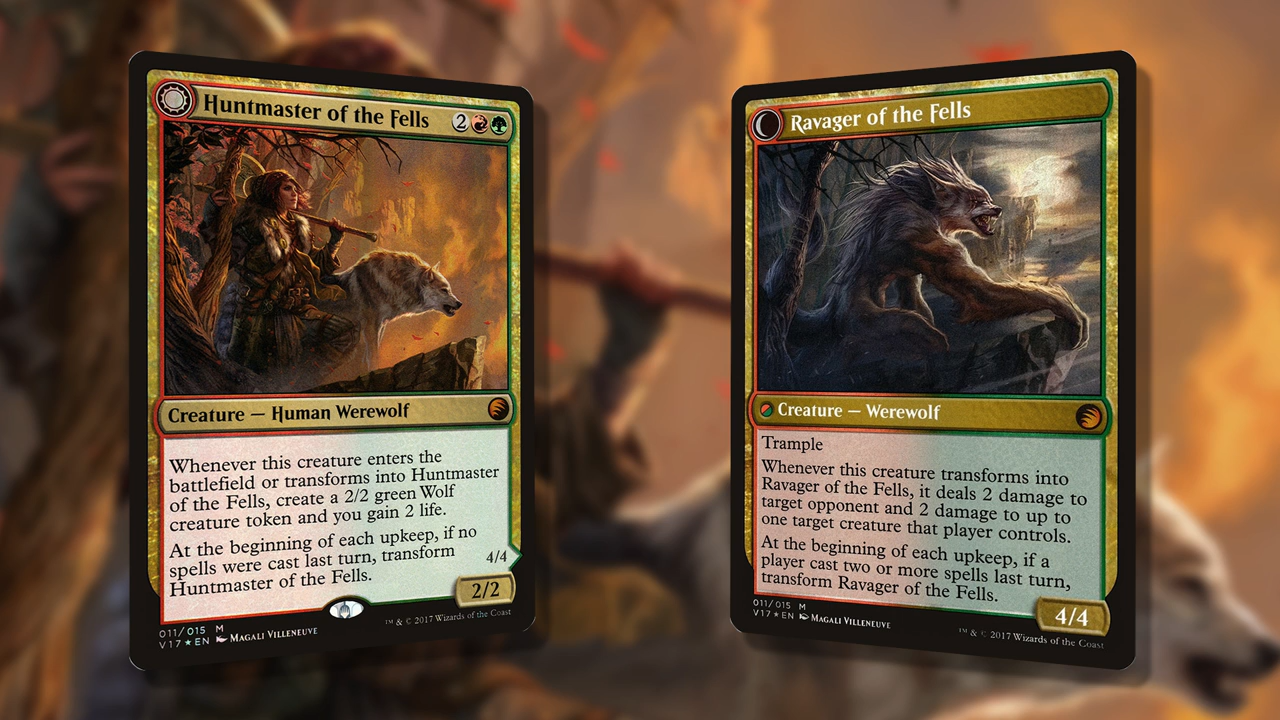 Huntmaster of the Fells 2
Creature — Human Werewolf
Whenever this creature enters the
battlefield or transforms into Huntmaster
of the Fells, create a 2/2 green Wolf
creature token and you gain 2 life.
At the beginning of each upkeep, if no
spells were cast last turn, transform
Huntmaster of the Fells.
4/4
2/2
011/015 M
V17 ★ EN Magali Villeneuve
™ & © 2017 Wizards of the Coast
Ravager of the Fells
Creature — Werewolf
Trample
Whenever this creature transforms into
Ravager of the Fells, it deals 2 damage to
target opponent and 2 damage to up to
one target creature that player controls.
At the beginning of each upkeep, if a
player cast two or more spells last turn,
transform Ravager of the Fells.
4/4
011/015 M
V17 ★ EN Magali Villeneuve
™ & © 2017 Wizards of the Coast